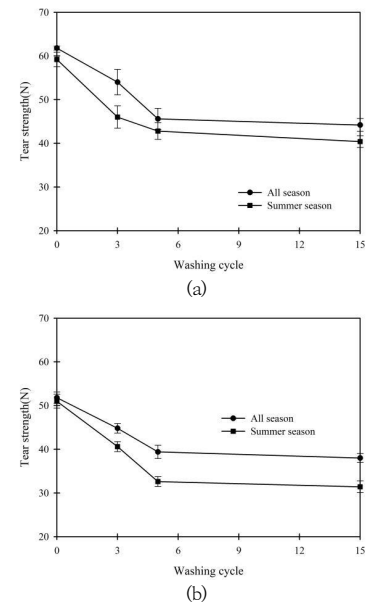 70
60
50
40
30
20
Tear strength(N)
All season
Summer season
0 3 6 9 12 15
Washing cycle
(a)
70
60
50
40
30
20
Tear strength(N)
All season
Summer season
0 3 6 9 12 15
Washing cycle
(b)